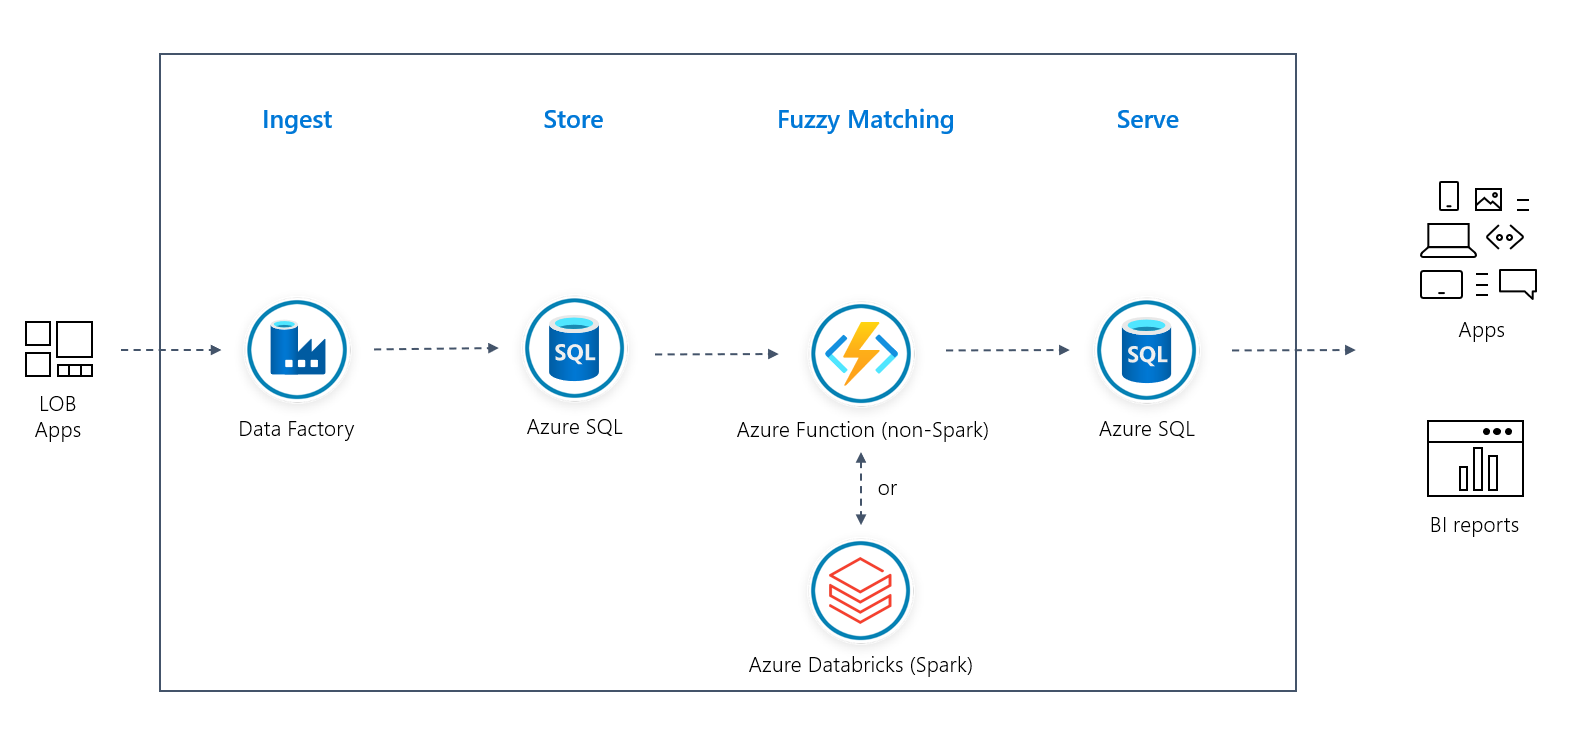 Ingest
Store
Fuzzy Matching
Serve
LOB
Apps
Data Factory
SQL
Azure SQL
Azure Function (non-Spark)
or
Azure Databricks (Spark)
SQL
Azure SQL
Apps
BI reports